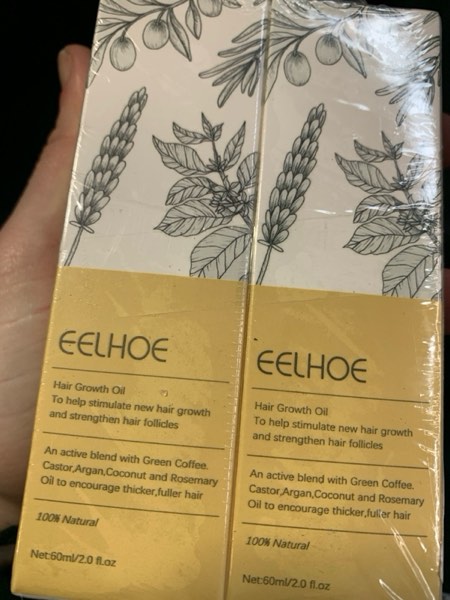 EELHOE
Hair Growth Oil
To help stimulate new hair growth
and strengthen hair follicles
An active blend with Green Coffee.
Castor,Argan,Coconut and Rosemary
Oil to encourage thicker,fuller hair
100% Natural
Net:60ml/2.0 fl.oz
EELHOE
Hair Growth Oil
To help stimulate new hair growth
and strengthen hair follicles
An active blend with Green Coffee.
Castor,Argan,Coconut and Rosemary
Oil to encourage thicker,fuller hair
100% Natural
Net:60ml/2.0 fl.oz